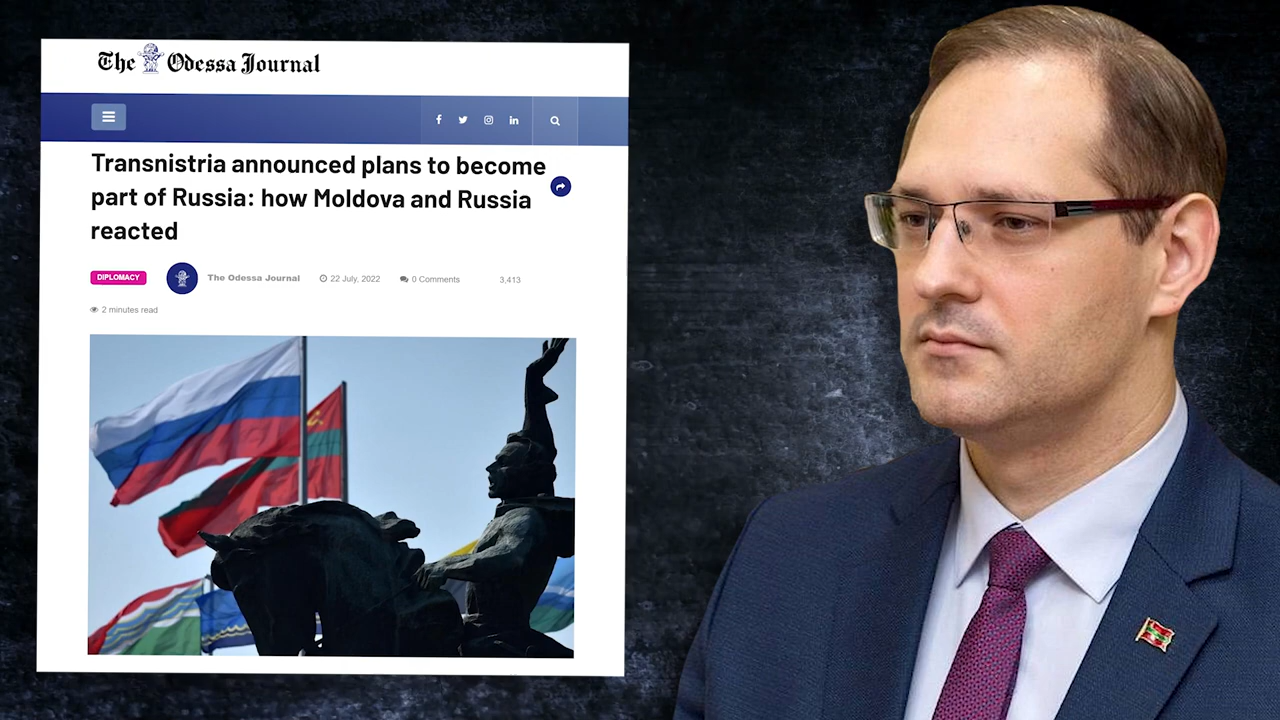 The Odessa Journal
Transnistria announced plans to become
part of Russia: how Moldova and Russia
reacted
DIPLOMACY
The Odessa Journal
22 July, 2022
0 Comments
3,413
2 minutes read